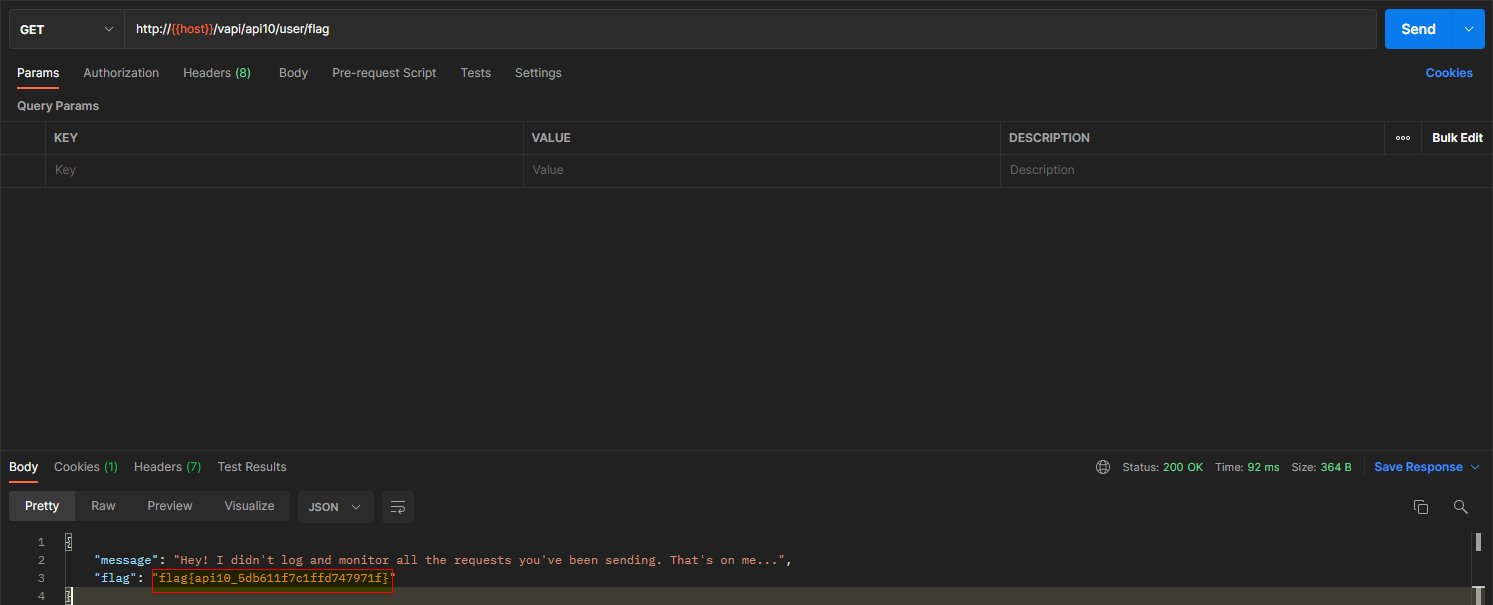 GET http://{{host}}/vapi/api10/user/flag Send
Params Authorization Headers (8) Body Pre-request Script Tests Settings Cookies
Query Params
KEY VALUE DESCRIPTION ooo Bulk Edit
Key Value Description
Body Cookies (1) Headers (7) Test Results Status: 200 OK Time: 92 ms Size: 364 B Save Response
Pretty Raw Preview Visualize JSON
1 {
2 "message": "Hey! I didn't log and monitor all the requests you've been sending. That's on me...",
3 "flag": "flag{api10_5db611f7c1ffd747971f}"
4 }